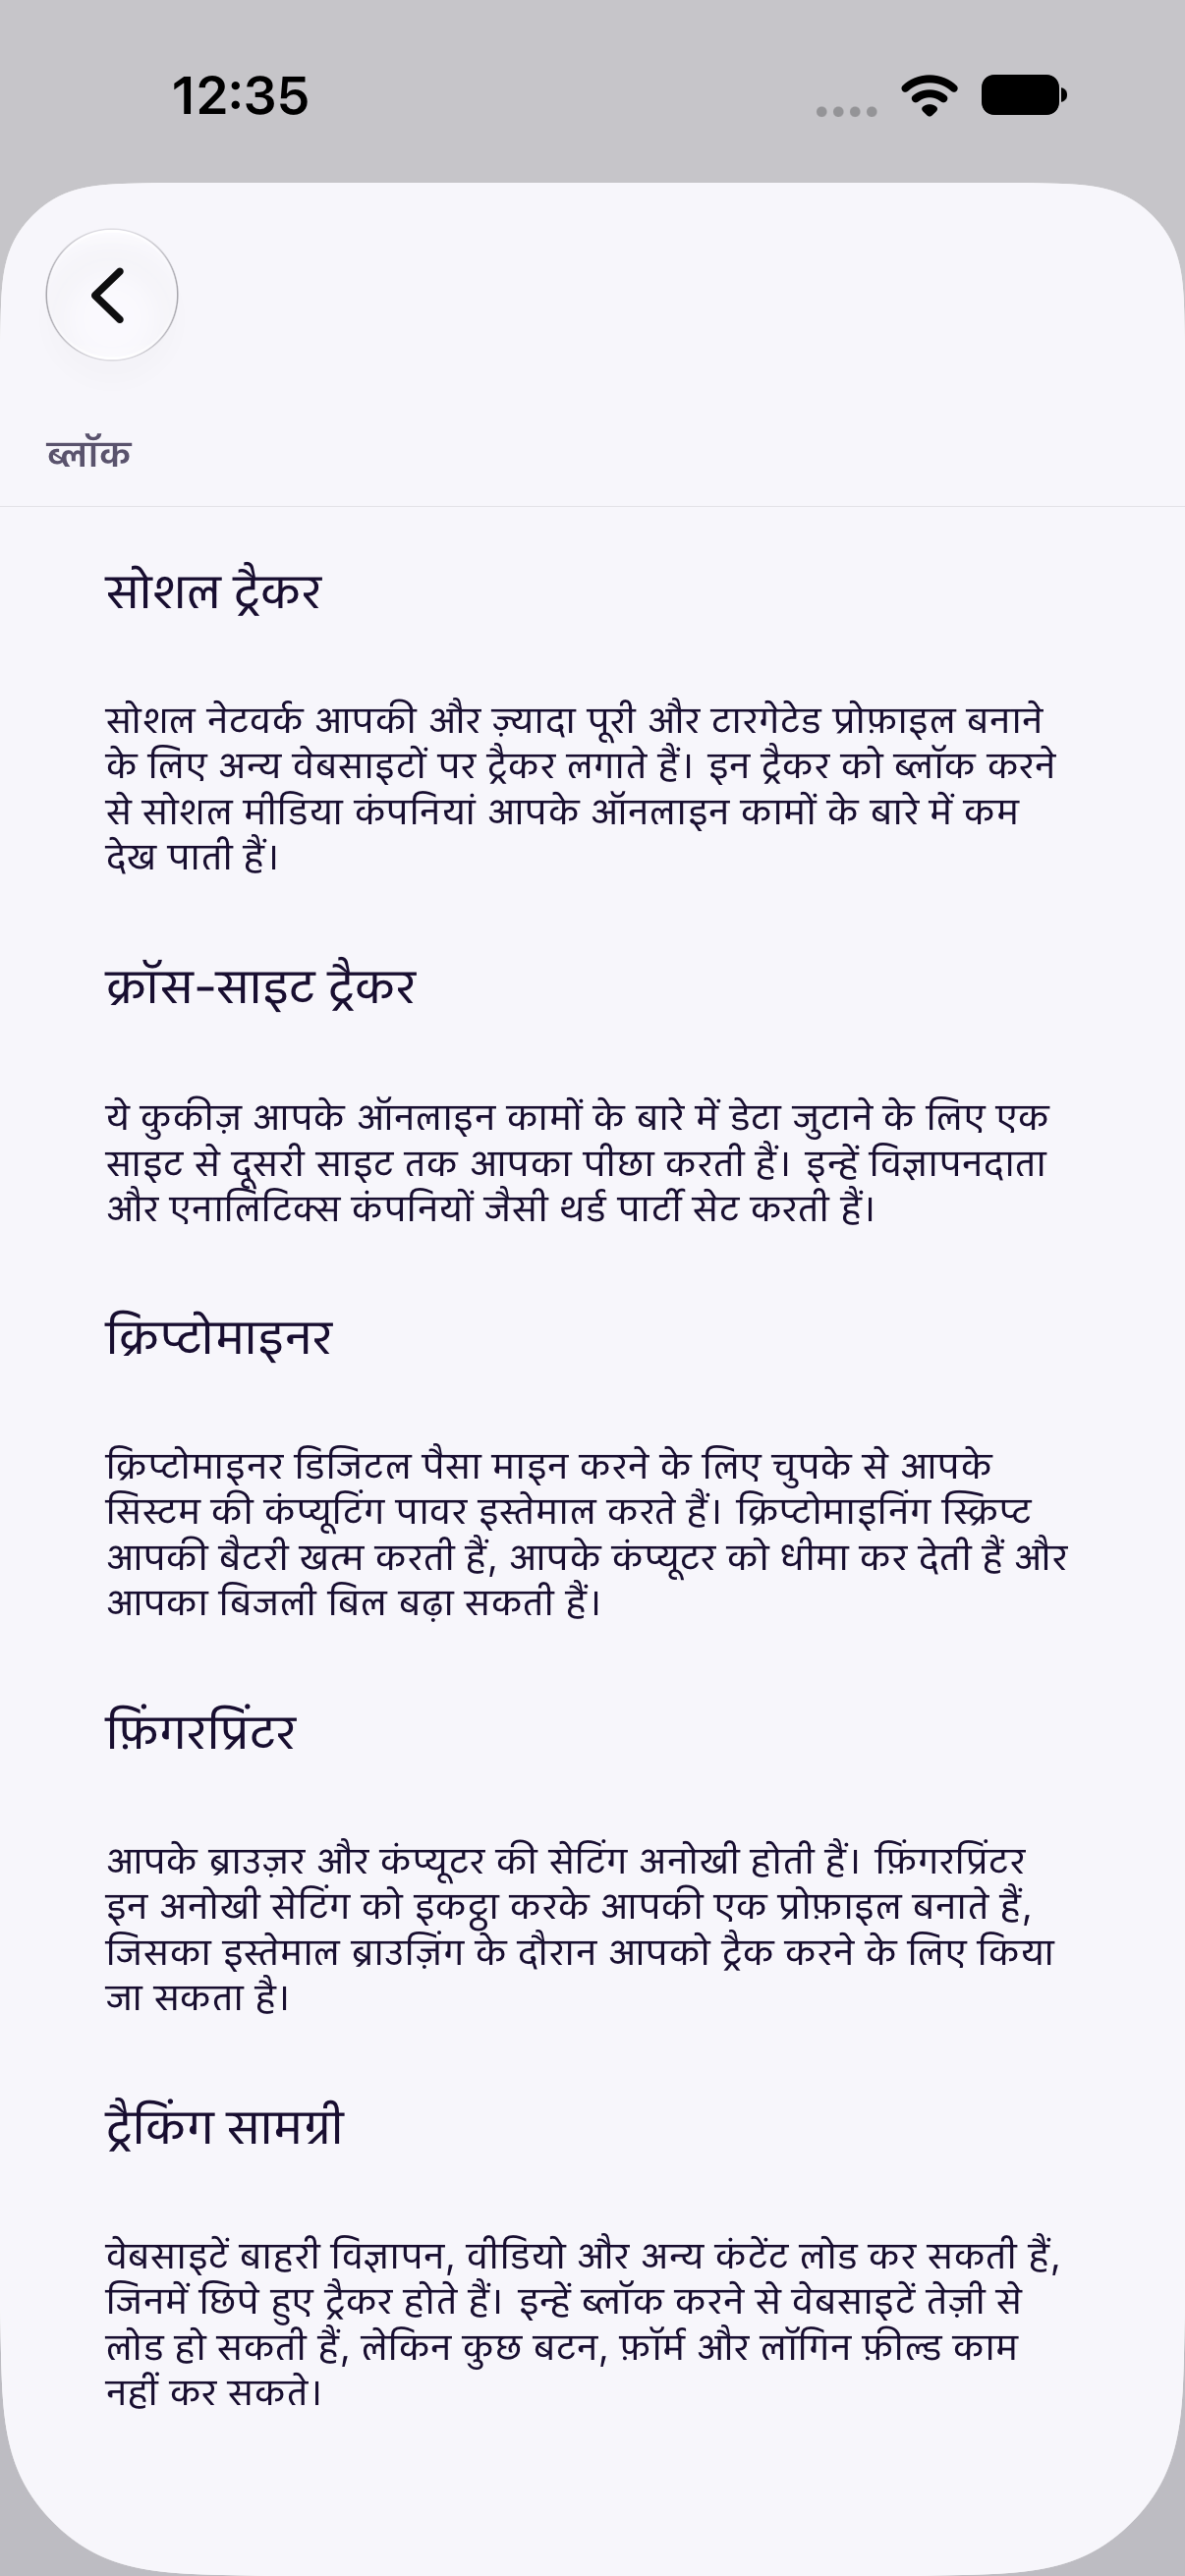 12:35
ब्लॉक
सोशल ट्रैकर
सोशल नेटवर्क आपकी और ज़्यादा पूरी और टारगेटेड प्रोफ़ाइल बनाने
के लिए अन्य वेबसाइटों पर ट्रैकर लगाते हैं। इन ट्रैकर को ब्लॉक करने
से सोशल मीडिया कंपनियां आपके ऑनलाइन कामों के बारे में कम
देख पाती हैं।
क्रॉस-साइट ट्रैकर
ये कुकीज़ आपके ऑनलाइन कामों के बारे में डेटा जुटाने के लिए एक
साइट से दूसरी साइट तक आपका पीछा करती हैं। इन्हें विज्ञापनदाता
और एनालिटिक्स कंपनियों जैसी थर्ड पार्टी सेट करती हैं।
क्रिप्टोमाइनर
क्रिप्टोमाइनर डिजिटल पैसा माइन करने के लिए चुपके से आपके
सिस्टम की कंप्यूटिंग पावर इस्तेमाल करते हैं। क्रिप्टोमाइनिंग स्क्रिप्ट
आपकी बैटरी खत्म करती हैं, आपके कंप्यूटर को धीमा कर देती हैं और
आपका बिजली बिल बढ़ा सकती हैं।
फ़िंगरप्रिंटर
आपके ब्राउज़र और कंप्यूटर की सेटिंग अनोखी होती हैं। फ़िंगरप्रिंटर
इन अनोखी सेटिंग को इकट्ठा करके आपकी एक प्रोफ़ाइल बनाते हैं,
जिसका इस्तेमाल ब्राउज़िंग के दौरान आपको ट्रैक करने के लिए किया
जा सकता है।
ट्रैकिंग सामग्री
वेबसाइटें बाहरी विज्ञापन, वीडियो और अन्य कंटेंट लोड कर सकती हैं,
जिनमें छिपे हुए ट्रैकर होते हैं। इन्हें ब्लॉक करने से वेबसाइटें तेज़ी से
लोड हो सकती हैं, लेकिन कुछ बटन, फ़ॉर्म और लॉगिन फ़ील्ड काम
नहीं कर सकते।